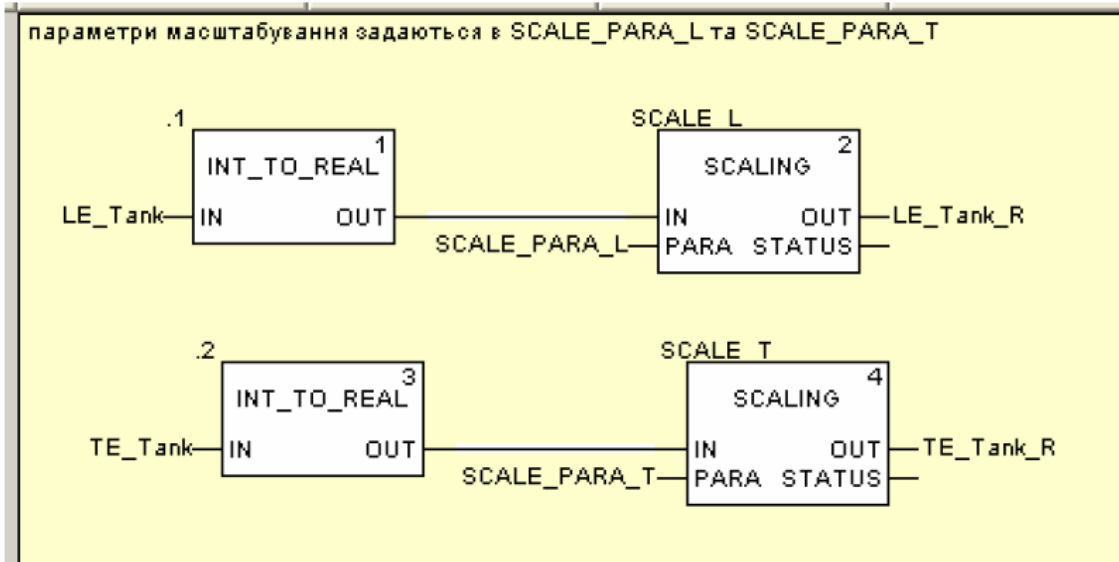 параметри масштабування задаються в SCALE_PARA_L та SCALE_PARA_T
.1
SCALE_L
1
2
INT_TO_REAL
SCALING
LE_Tank
IN
OUT
IN
OUT
LE_Tank_R
SCALE_PARA_L
PARA
STATUS
.2
SCALE_T
3
4
INT_TO_REAL
SCALING
TE_Tank
IN
OUT
IN
OUT
TE_Tank_R
SCALE_PARA_T
PARA
STATUS